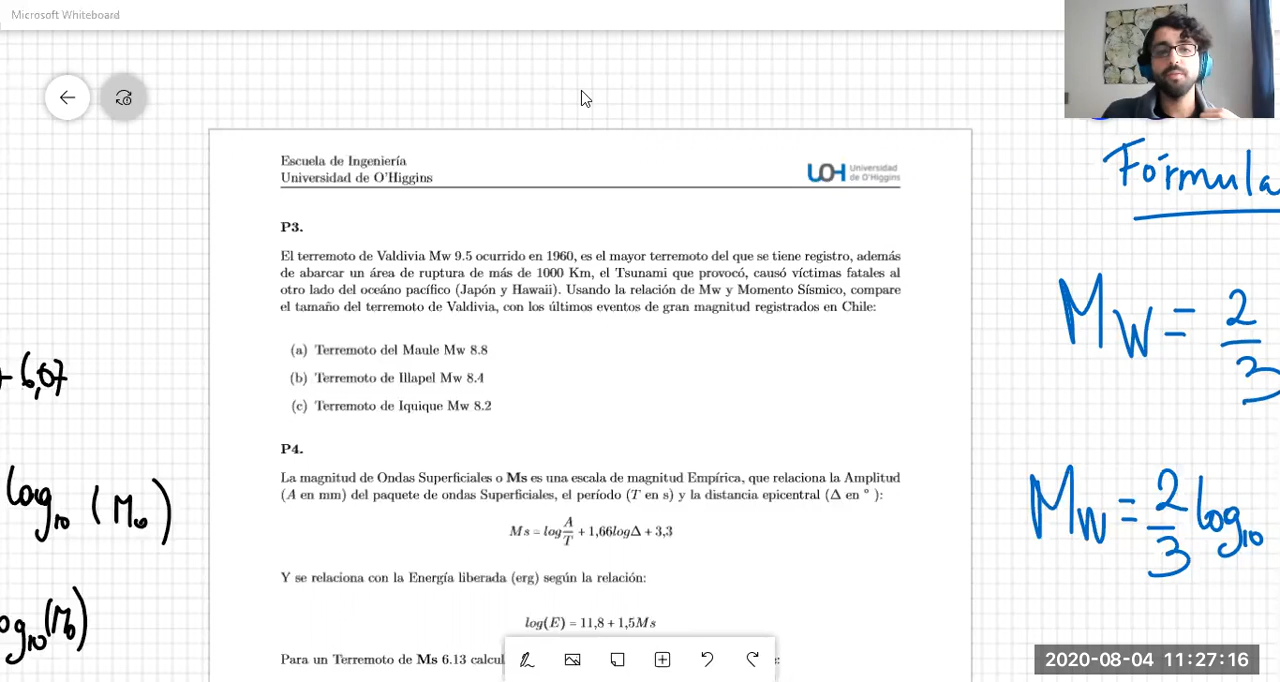 Microsoft Whiteboard
Escuela de Ingeniería
Universidad de O'Higgins
UOH Universidad
de O'Higgins
P3.
El terremoto de Valdivia Mw 9.5 ocurrido en 1960, es el mayor terremoto del que se tiene registro, además
de abarcar un área de ruptura de más de 1000 Km, el Tsunami que provocó, causó víctimas fatales al
otro lado del océano pacífico (Japón y Hawaii). Usando la relación de Mw y Momento Sísmico, compare
el tamaño del terremoto de Valdivia, con los últimos eventos de gran magnitud registrados en Chile:
(a) Terremoto del Maule Mw 8.8
(b) Terremoto de Illapel Mw 8.4
(c) Terremoto de Iquique Mw 8.2
P4.
La magnitud de Ondas Superficiales o Ms es una escala de magnitud Empírica, que relaciona la Amplitud
(A en mm) del paquete de ondas Superficiales, el período (T en s) y la distancia epicentral (Δ en ° ):
Ms = log A/T + 1,66logΔ + 3,3
Y se relaciona con la Energía liberada (erg) según la relación:
log(E) = 11,8 + 1,5Ms
Para un Terremoto de Ms 6.13 calcul
+ 6,07
log10 (M0)
og10(M0)
Fórmula
Mw = 2/3
Mw = 2/3 log10
2020-08-04 11:27:16